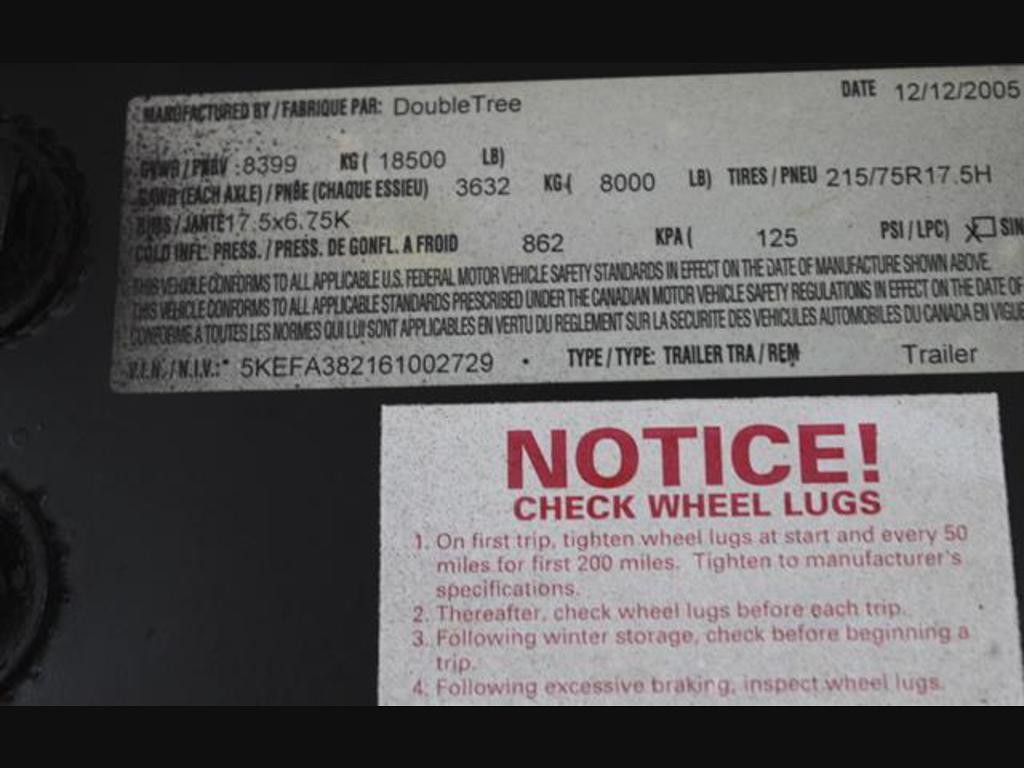 MANUFACTURED BY / FABRIQUE PAR: DoubleTree DATE 12/12/2005
GVWR / PNBV :8399 KG ( 18500 LB)
GAWR (EACH AXLE) / PNBE (CHAQUE ESSIEU) 3632 KG ( 8000 LB) TIRES / PNEU 215/75R17.5H
RIMS / JANTE 17.5x6.75K
COLD INFL. PRESS. / PRESS. DE GONFL. A FROID 862 KPA ( 125 PSI / LPC) X SIN
THIS VEHICLE CONFORMS TO ALL APPLICABLE U.S. FEDERAL MOTOR VEHICLE SAFETY STANDARDS IN EFFECT ON THE DATE OF MANUFACTURE SHOWN ABOVE.
THIS VEHICLE CONFORMS TO ALL APPLICABLE STANDARDS PRESCRIBED UNDER THE CANADIAN MOTOR VEHICLE SAFETY REGULATIONS IN EFFECT ON THE DATE OF
CONFORME A TOUTES LES NORMES QUI LUI SONT APPLICABLES EN VERTU DU REGLEMENT SUR LA SECURITE DES VEHICULES AUTOMOBILES DU CANADA EN VIGUE
V.I.N. / N.I.V.: * 5KEFA382161002729 * TYPE / TYPE: TRAILER TRA / REM Trailer
NOTICE!
CHECK WHEEL LUGS
1. On first trip, tighten wheel lugs at start and every 50
miles for first 200 miles. Tighten to manufacturer's
specifications.
2. Thereafter, check wheel lugs before each trip.
3. Following winter storage, check before beginning a
trip.
4. Following excessive braking, inspect wheel lugs.